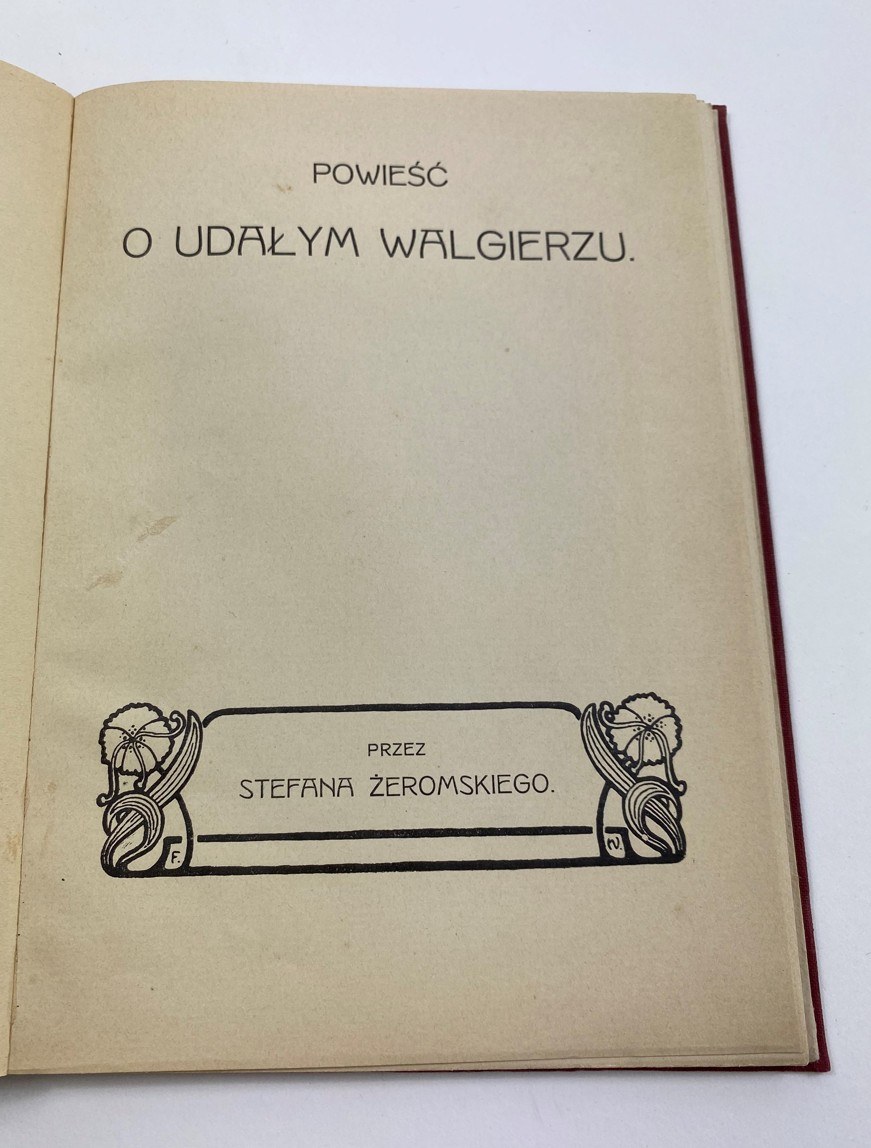 POWIEŚĆ
O UDAŁYM WALGIERZU.
PRZEZ
STEFANA ŻEROMSKIEGO.
F.